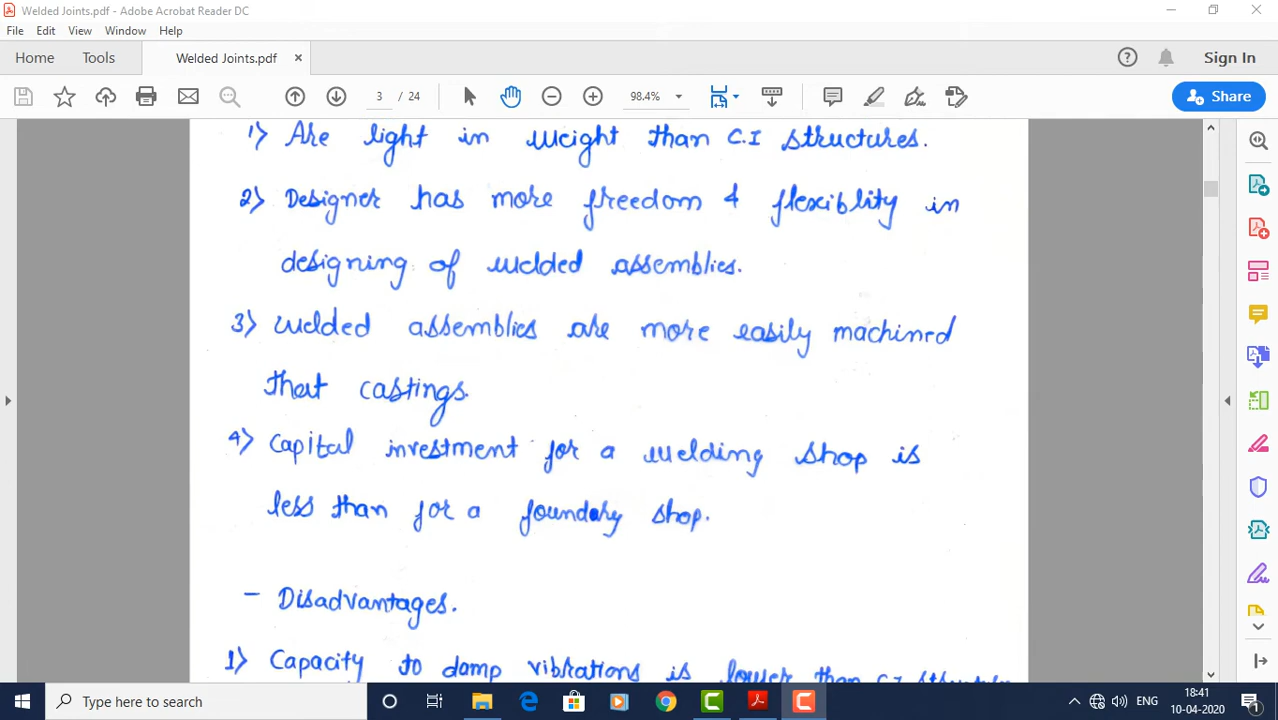 Welded Joints.pdf - Adobe Acrobat Reader DC
File Edit View Window Help
Home Tools Welded Joints.pdf × Sign In
3 / 24 98.4% Share
1) Are light in weight than C.I structures.
2) Designer has more freedom & flexiblity in
designing of welded assemblies.
3) Welded assemblies are more easily machined
that castings.
4) Capital investment for a welding shop is
less than for a foundary shop.
- Disadvantages.
1) Capacity to damp vibrations is lower than C.I structure
Type here to search ENG 18:41
10-04-2020 1